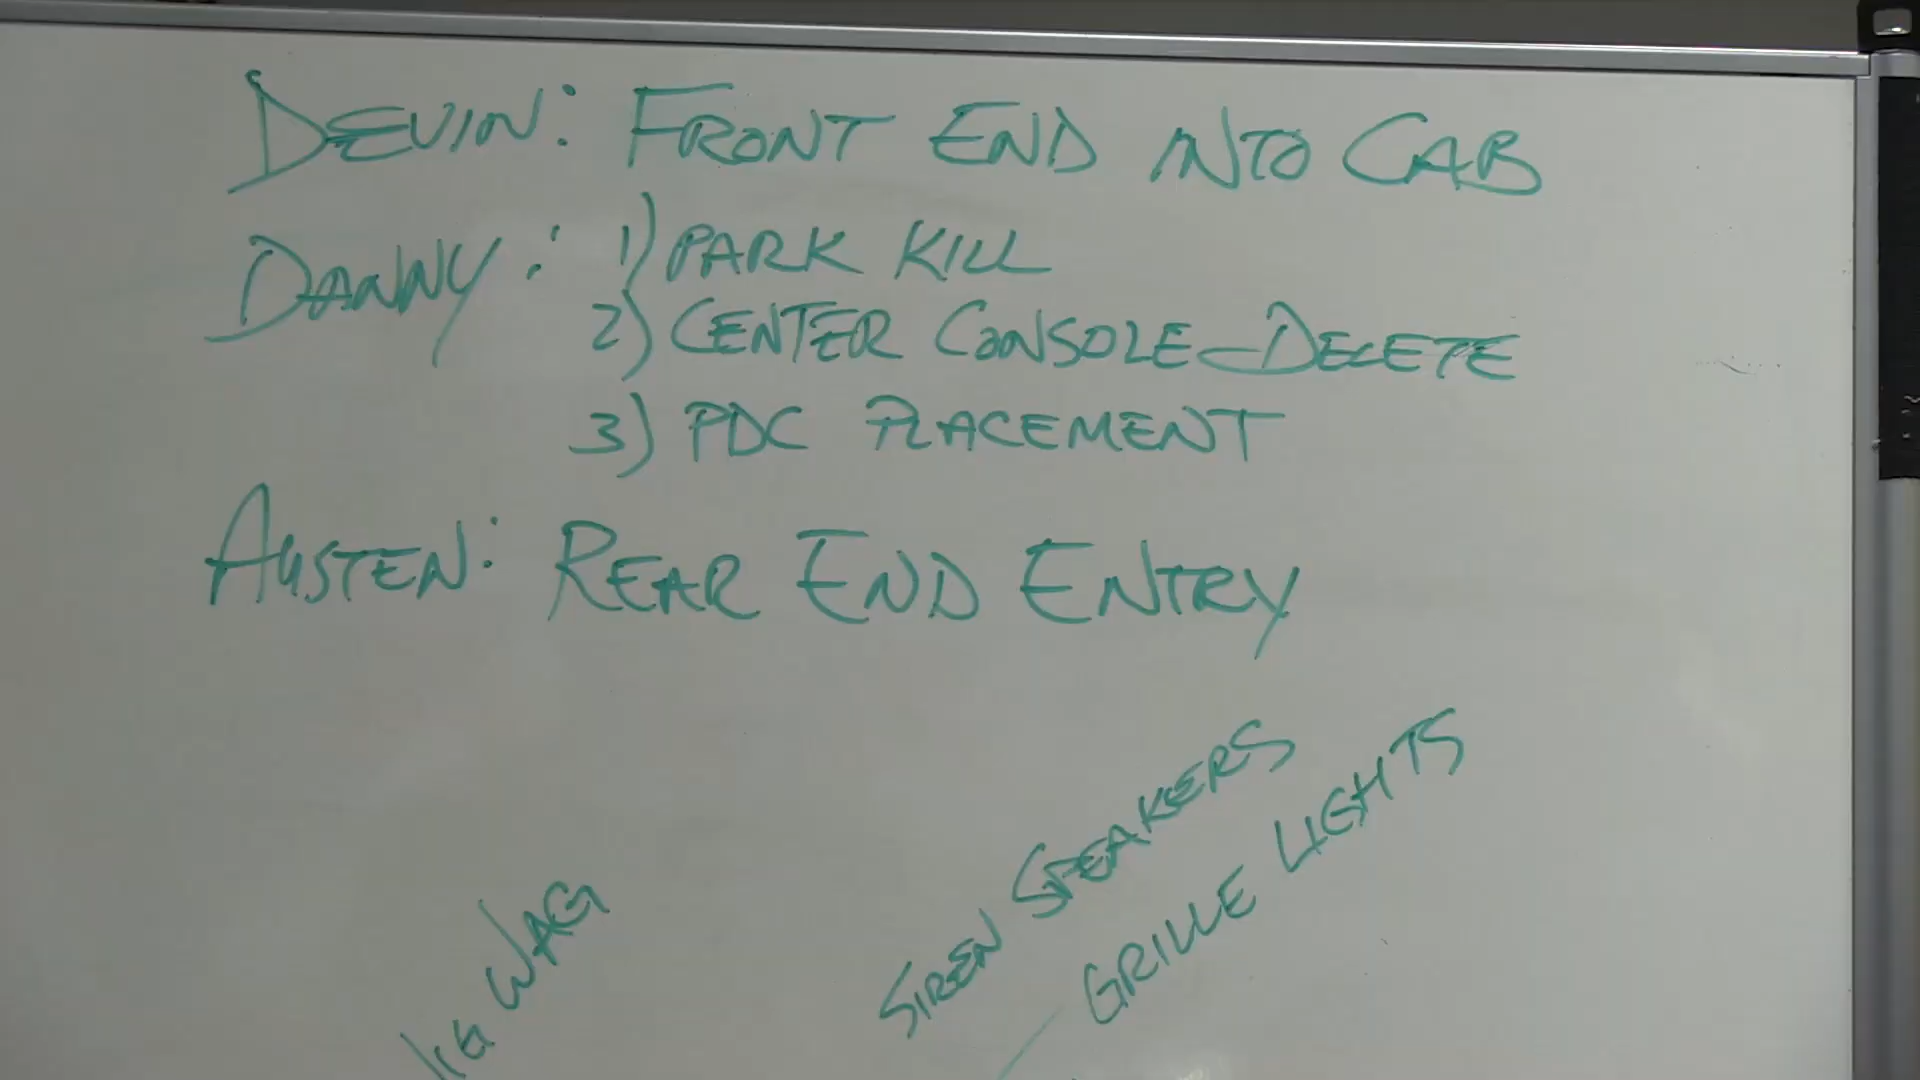 DEVIN: FRONT END INTO CAB
DANNY: 1) PARK KILL
2) CENTER CONSOLE-DELETE
3) PDC PLACEMENT
AUSTEN: REAR END ENTRY
SIREN SPEAKERS
GRILLE LIGHTS
WAG